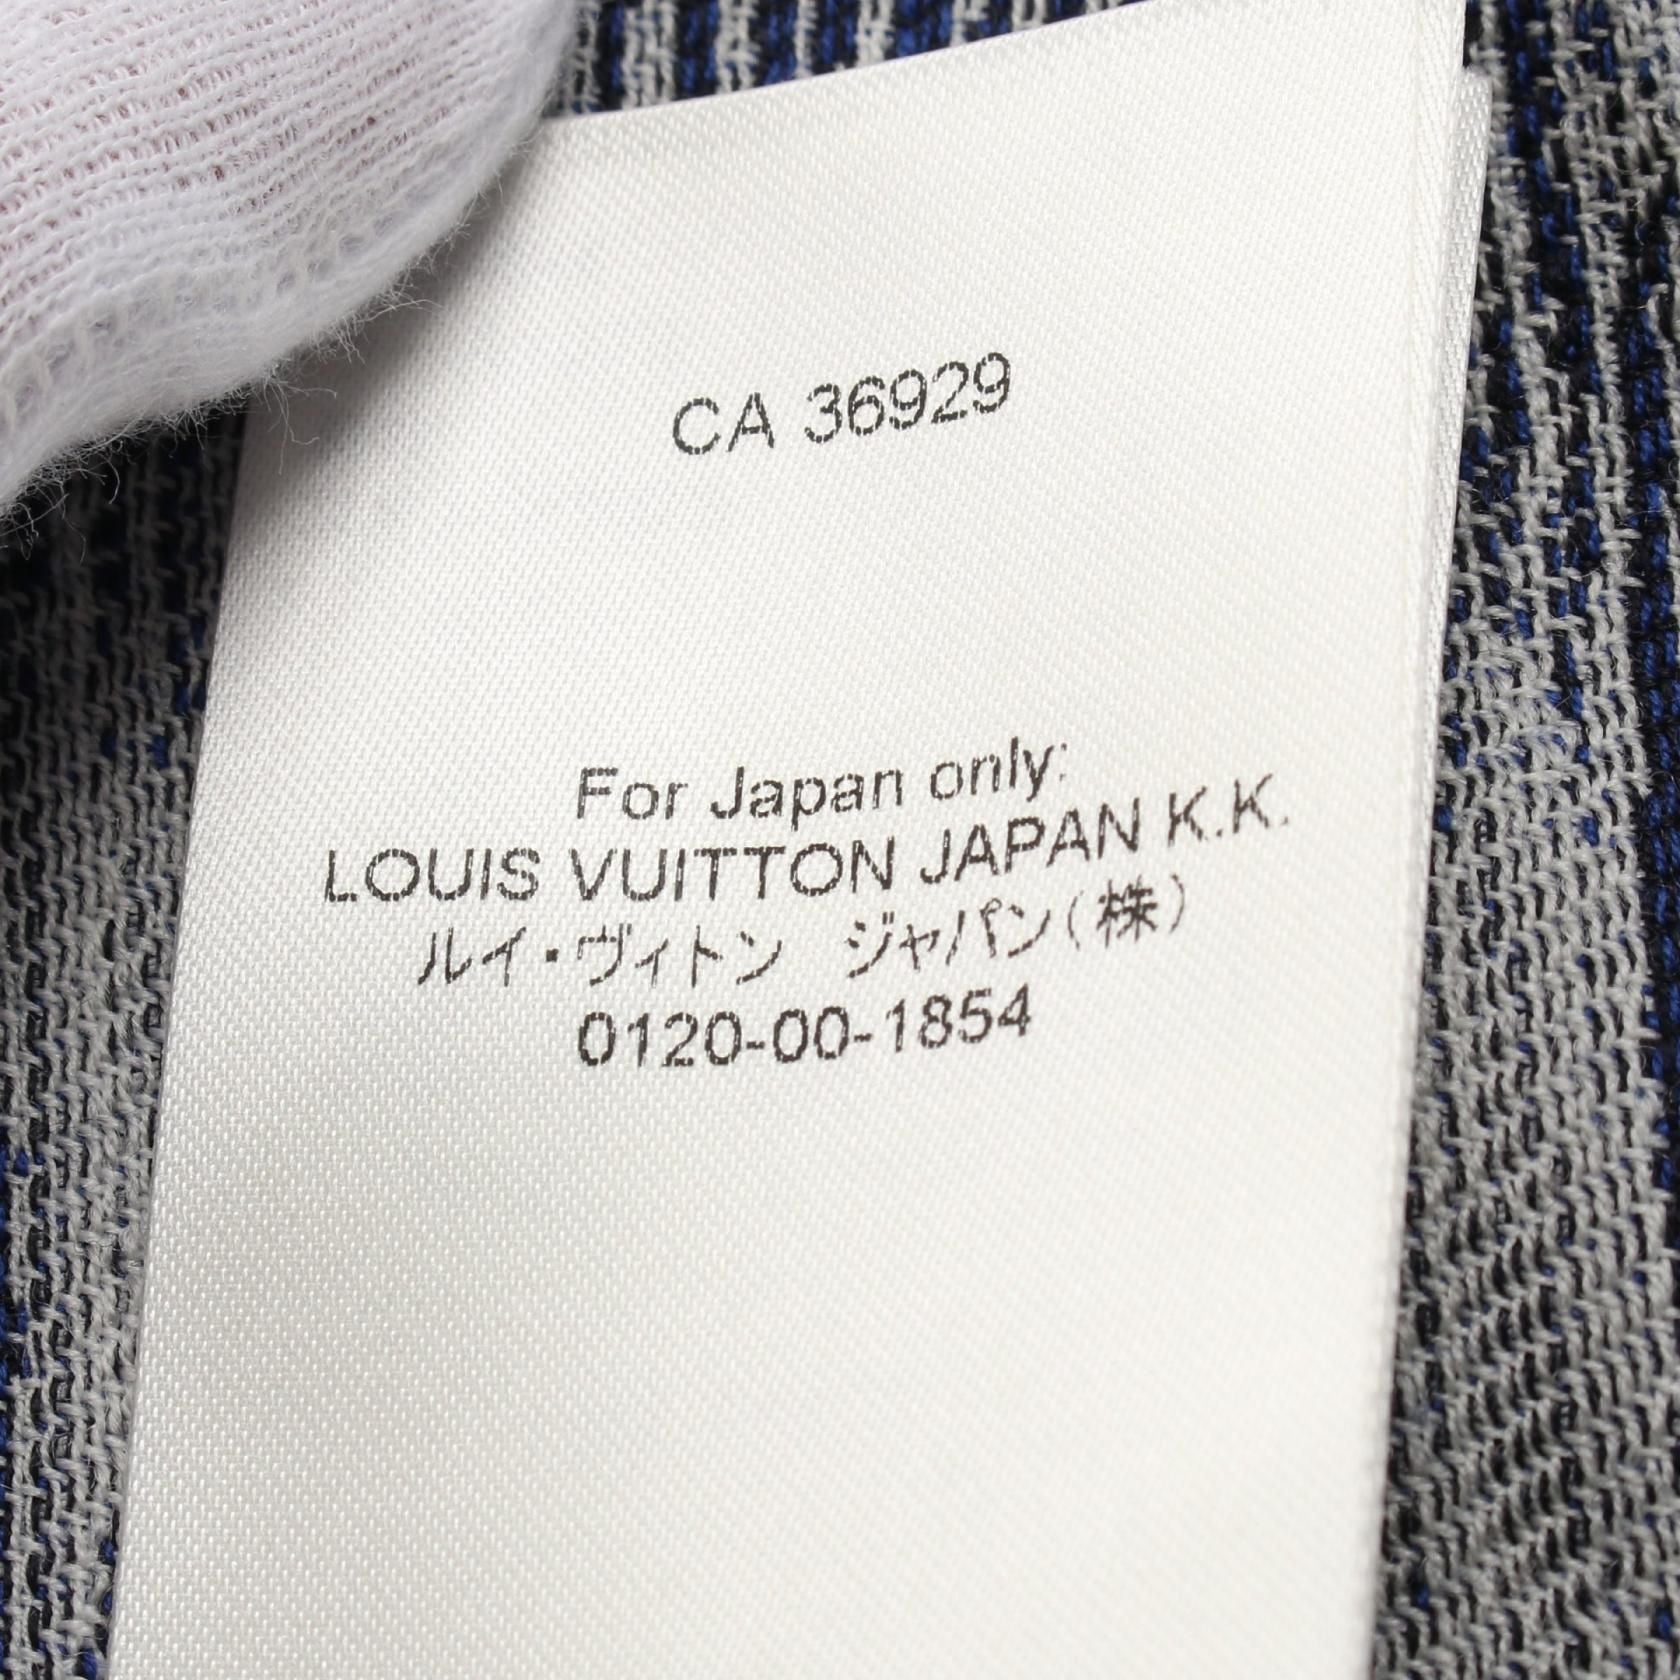 CA 36929
For Japan only:
LOUIS VUITTON JAPAN K.K.
ルイ・ヴィトン ジャパン(株)
0120-00-1854